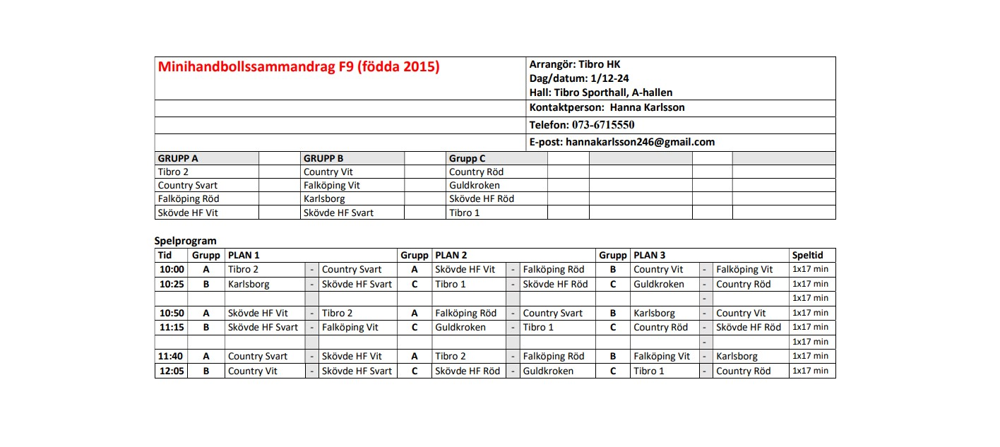 Minihandbollssammandrag F9 (födda 2015)
Arrangör: Tibro HK
Dag/datum: 1/12-24
Hall: Tibro Sporthall, A-hallen
Kontaktperson: Hanna Karlsson
Telefon: 073-6715550
E-post: hannakarlsson246@gmail.com
GRUPP A GRUPP B Grupp C
Tibro 2 Country Vit Country Röd
Country Svart Falköping Vit Guldkroken
Falköping Röd Karlsborg Skövde HF Röd
Skövde HF Vit Skövde HF Svart Tibro 1
Spelprogram
Tid Grupp PLAN 1 Grupp PLAN 2 Grupp PLAN 3 Speltid
10:00 A Tibro 2 - Country Svart A Skövde HF Vit - Falköping Röd B Country Vit - Falköping Vit 1x17 min
10:25 B Karlsborg - Skövde HF Svart C Tibro 1 - Skövde HF Röd C Guldkroken - Country Röd 1x17 min
- 1x17 min
10:50 A Skövde HF Vit - Tibro 2 A Falköping Röd - Country Svart B Karlsborg - Country Vit 1x17 min
11:15 B Skövde HF Svart - Falköping Vit C Guldkroken - Tibro 1 C Country Röd - Skövde HF Röd 1x17 min
- 1x17 min
11:40 A Country Svart - Skövde HF Vit A Tibro 2 - Falköping Röd B Falköping Vit - Karlsborg 1x17 min
12:05 B Country Vit - Skövde HF Svart C Skövde HF Röd - Guldkroken C Tibro 1 - Country Röd 1x17 min